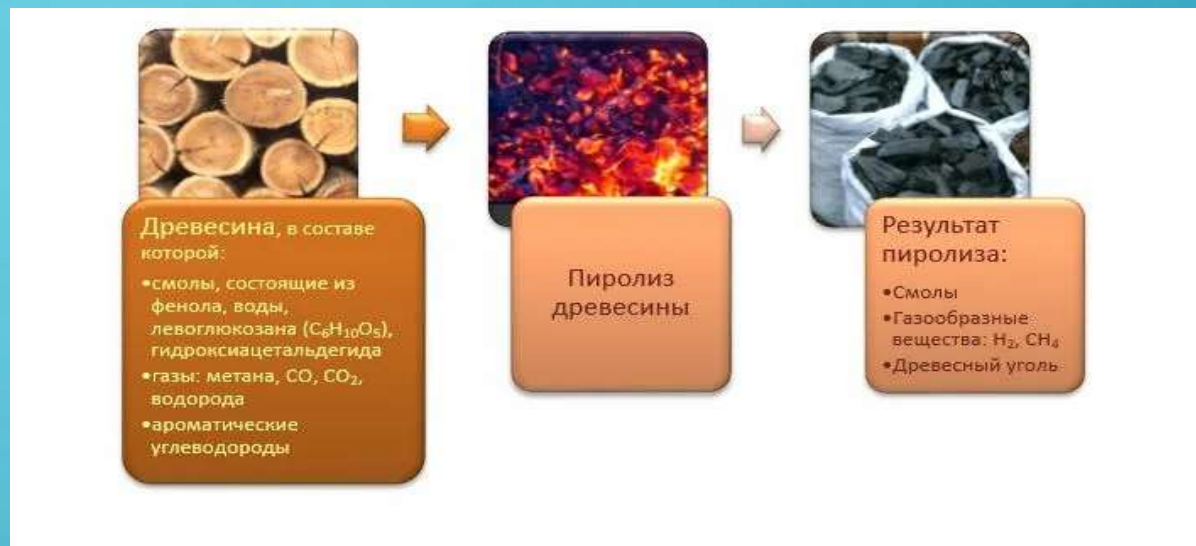 Древесина, в составе
которой:
•смолы, состоящие из
фенола, воды,
левоглюкозана (C₆H₁₀O₅),
гидроксиацетальдегида
•газы: метана, CO, CO₂,
водорода
•ароматические
углеводороды
Пиролиз
древесины
Результат
пиролиза:
•Смолы
•Газообразные
вещества: H₂, CH₄
•Древесный уголь